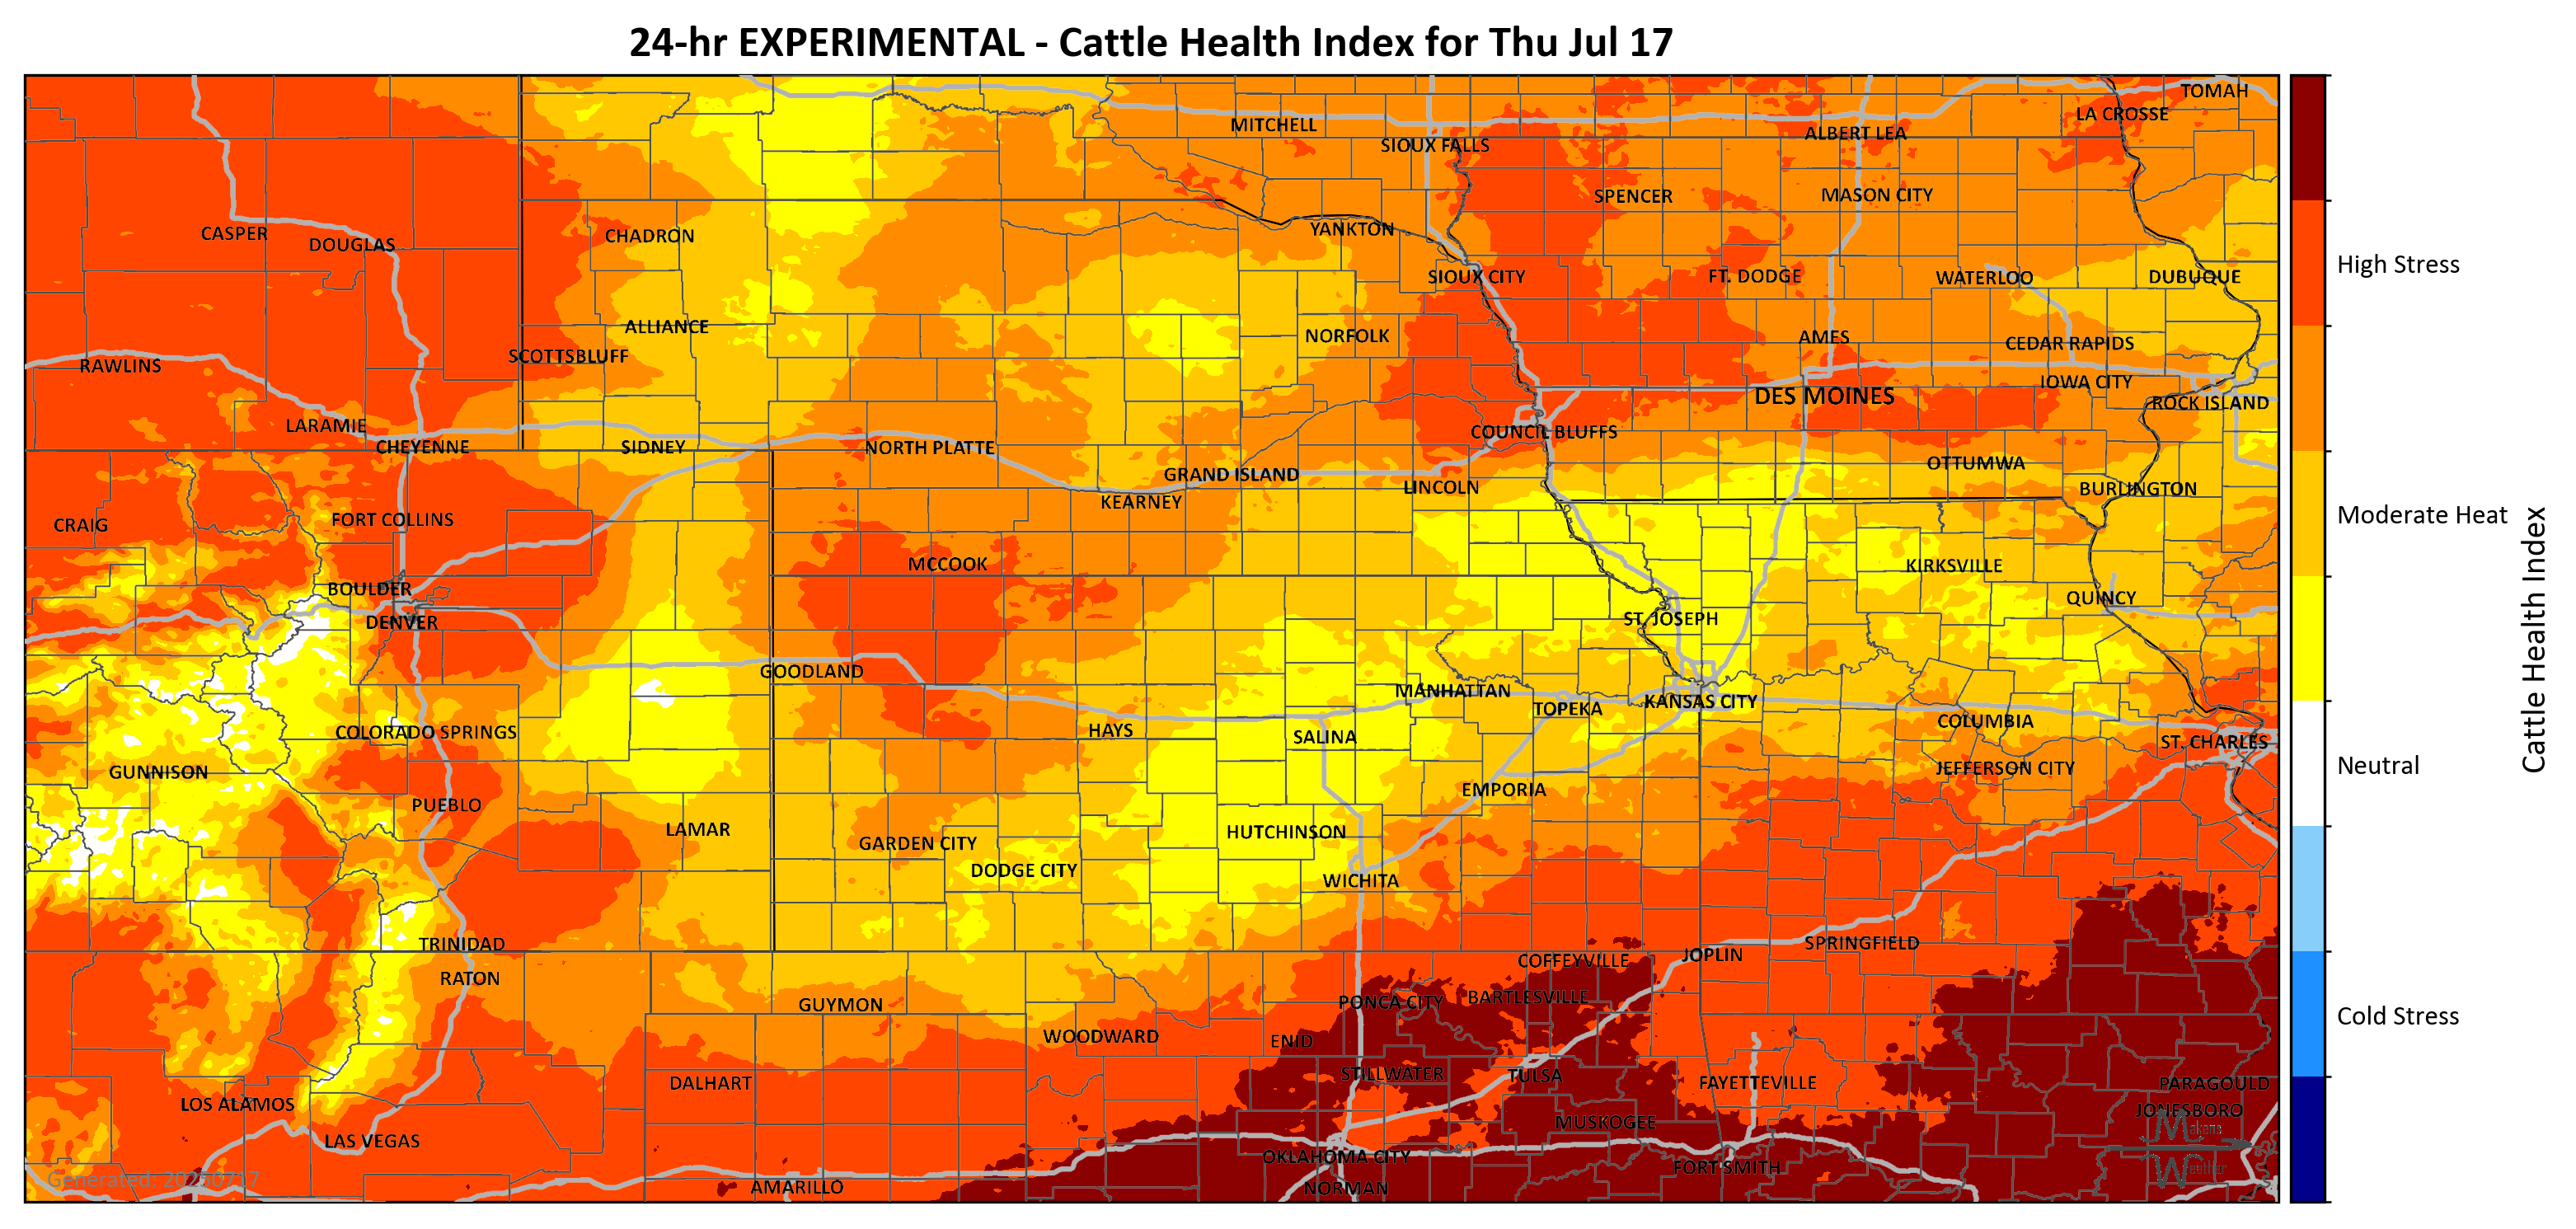 24-hr EXPERIMENTAL - Cattle Health Index for Thu Jul 17
TOMAH
LA CROSSE
MITCHELL
ALBERT LEA
SIOUX FALLS
SPENCER
MASON CITY
CASPER
CHADRON
YANKTON
DOUGLAS
High Stress
SIOUX CITY
FT. DODGE
WATERLOO
DUBUQUE
ALLIANCE
NORFOLK
AMES
CEDAR RAPIDS
SCOTTSBLUFF
RAWLINS
IOWA CITY
DES MOINES
ROCK ISLAND
LARAMIE
COUNCIL BLUFFS
CHEYENNE
SIDNEY
NORTH PLATTE
OTTUMWA
GRAND ISLAND
LINCOLN
BURLINGTON
KEARNEY
Moderate Heat
CRAIG
FORT COLLINS
MCCOOK
KIRKSVILLE
BOULDER
QUINCY
DENVER
ST. JOSEPH
Cattle Health Index
GOODLAND
MANHATTAN
TOPEKA
KANSAS CITY
COLUMBIA
COLORADO SPRINGS
HAYS
SALINA
ST. CHARLES
Neutral
GUNNISON
JEFFERSON CITY
EMPORIA
PUEBLO
LAMAR
HUTCHINSON
GARDEN CITY
DODGE CITY
WICHITA
TRINIDAD
SPRINGFIELD
JOPLIN
COFFEYVILLE
RATON
BARTLESVILLE
PONCA CITY
GUYMON
Cold Stress
WOODWARD
ENID
STILLWATER
TULSA
DALHART
FAYETTEVILLE
PARAGOULD
LOS ALAMOS
JONESBORO
MUSKOGEE
Makens
LAS VEGAS
OKLAHOMA CITY
FORT SMITH
Weather
Generated: 20250717
AMARILLO
NORMAN